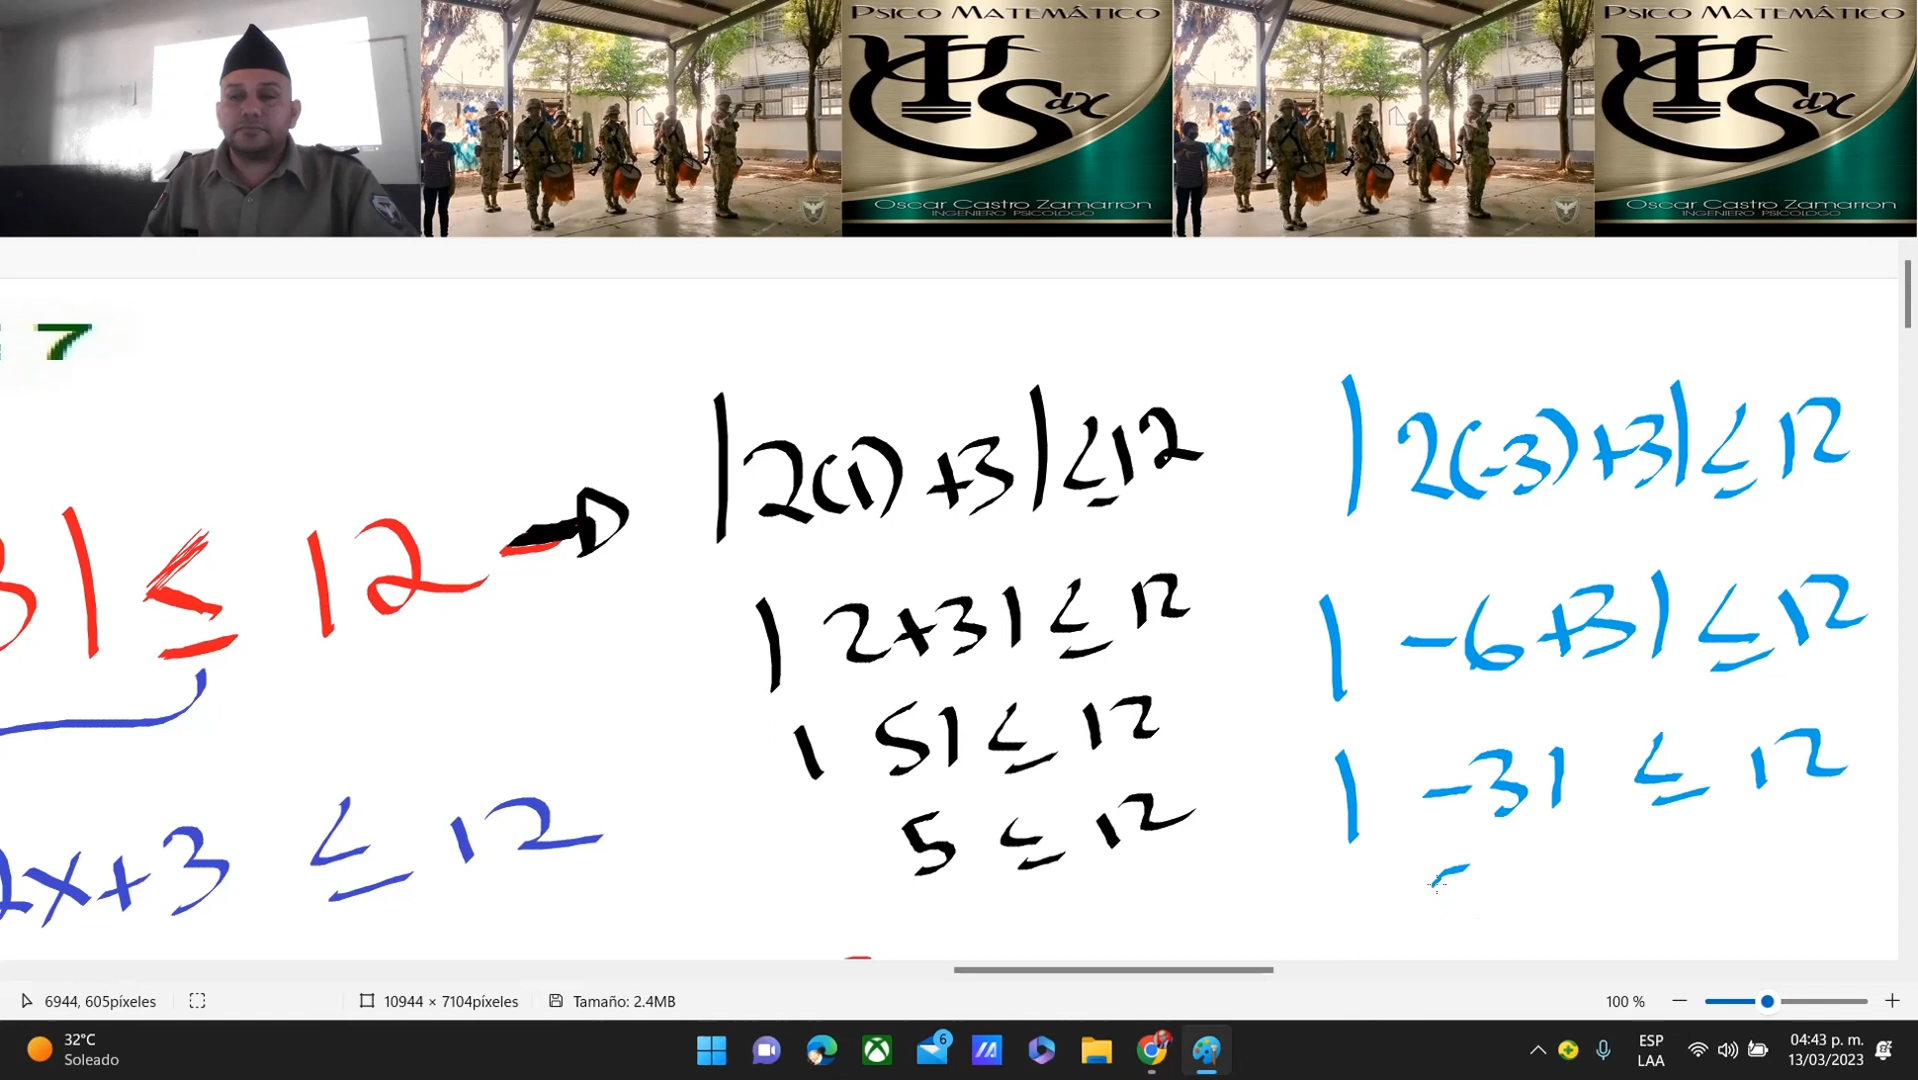 PSICO MATEMÁTICO
dx
OSCAR CASTRO ZAMARRON
INGENIERO PSICOLOGO
PSICO MATEMÁTICO
dx
OSCAR CASTRO ZAMARRON
INGENIERO PSICOLOGO
7
3| ≤ 12
2x+3 ≤ 12
|2(1)+3| ≤ 12
|2+3| ≤ 12
|5| ≤ 12
5 ≤ 12
|2(-3)+3| ≤ 12
|-6+3| ≤ 12
|-3| ≤ 12
6944, 605píxeles
10944 × 7104píxeles
Tamaño: 2.4MB
100 %
32°C
Soleado
6
ESP
LAA
04:43 p. m.
13/03/2023